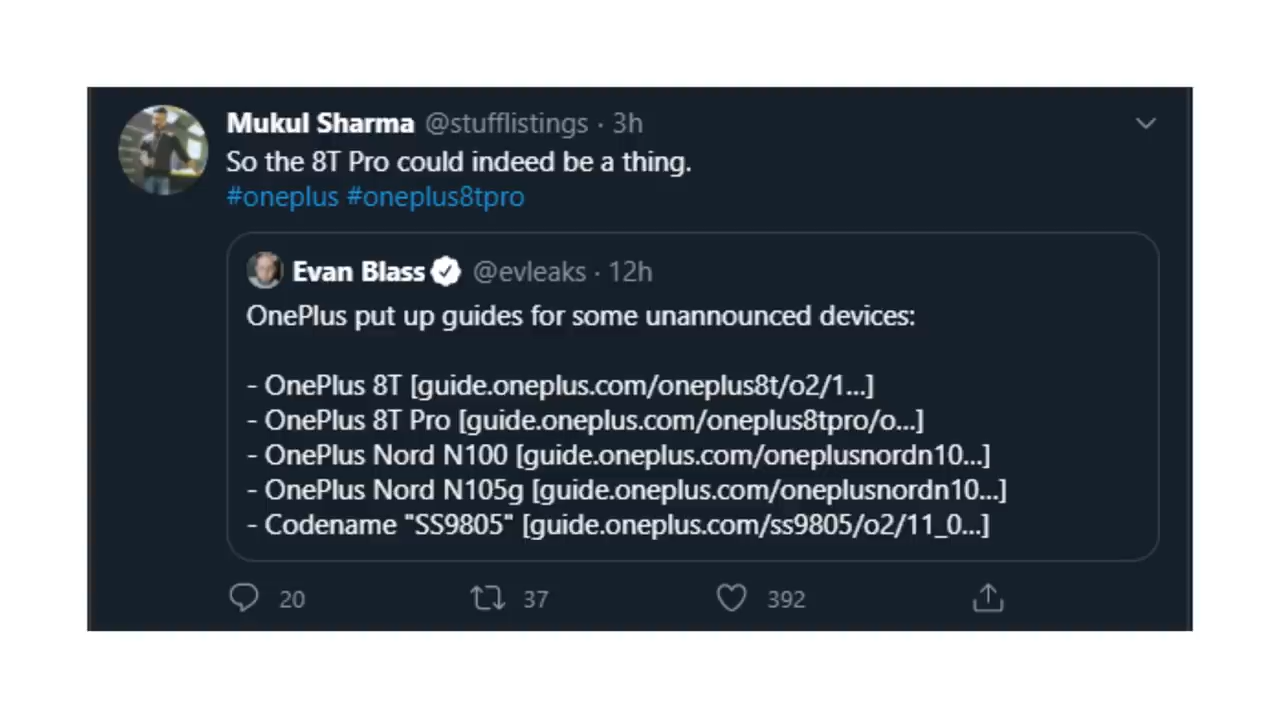 Mukul Sharma @stufflistings · 3h
So the 8T Pro could indeed be a thing.
#oneplus #oneplus8tpro
Evan Blass @evleaks · 12h
OnePlus put up guides for some unannounced devices:
- OnePlus 8T [guide.oneplus.com/oneplus8t/o2/1...]
- OnePlus 8T Pro [guide.oneplus.com/oneplus8tpro/o...]
- OnePlus Nord N100 [guide.oneplus.com/oneplusnordn10...]
- OnePlus Nord N105g [guide.oneplus.com/oneplusnordn10...]
- Codename "SS9805" [guide.oneplus.com/ss9805/o2/11_0...]
20 37 392